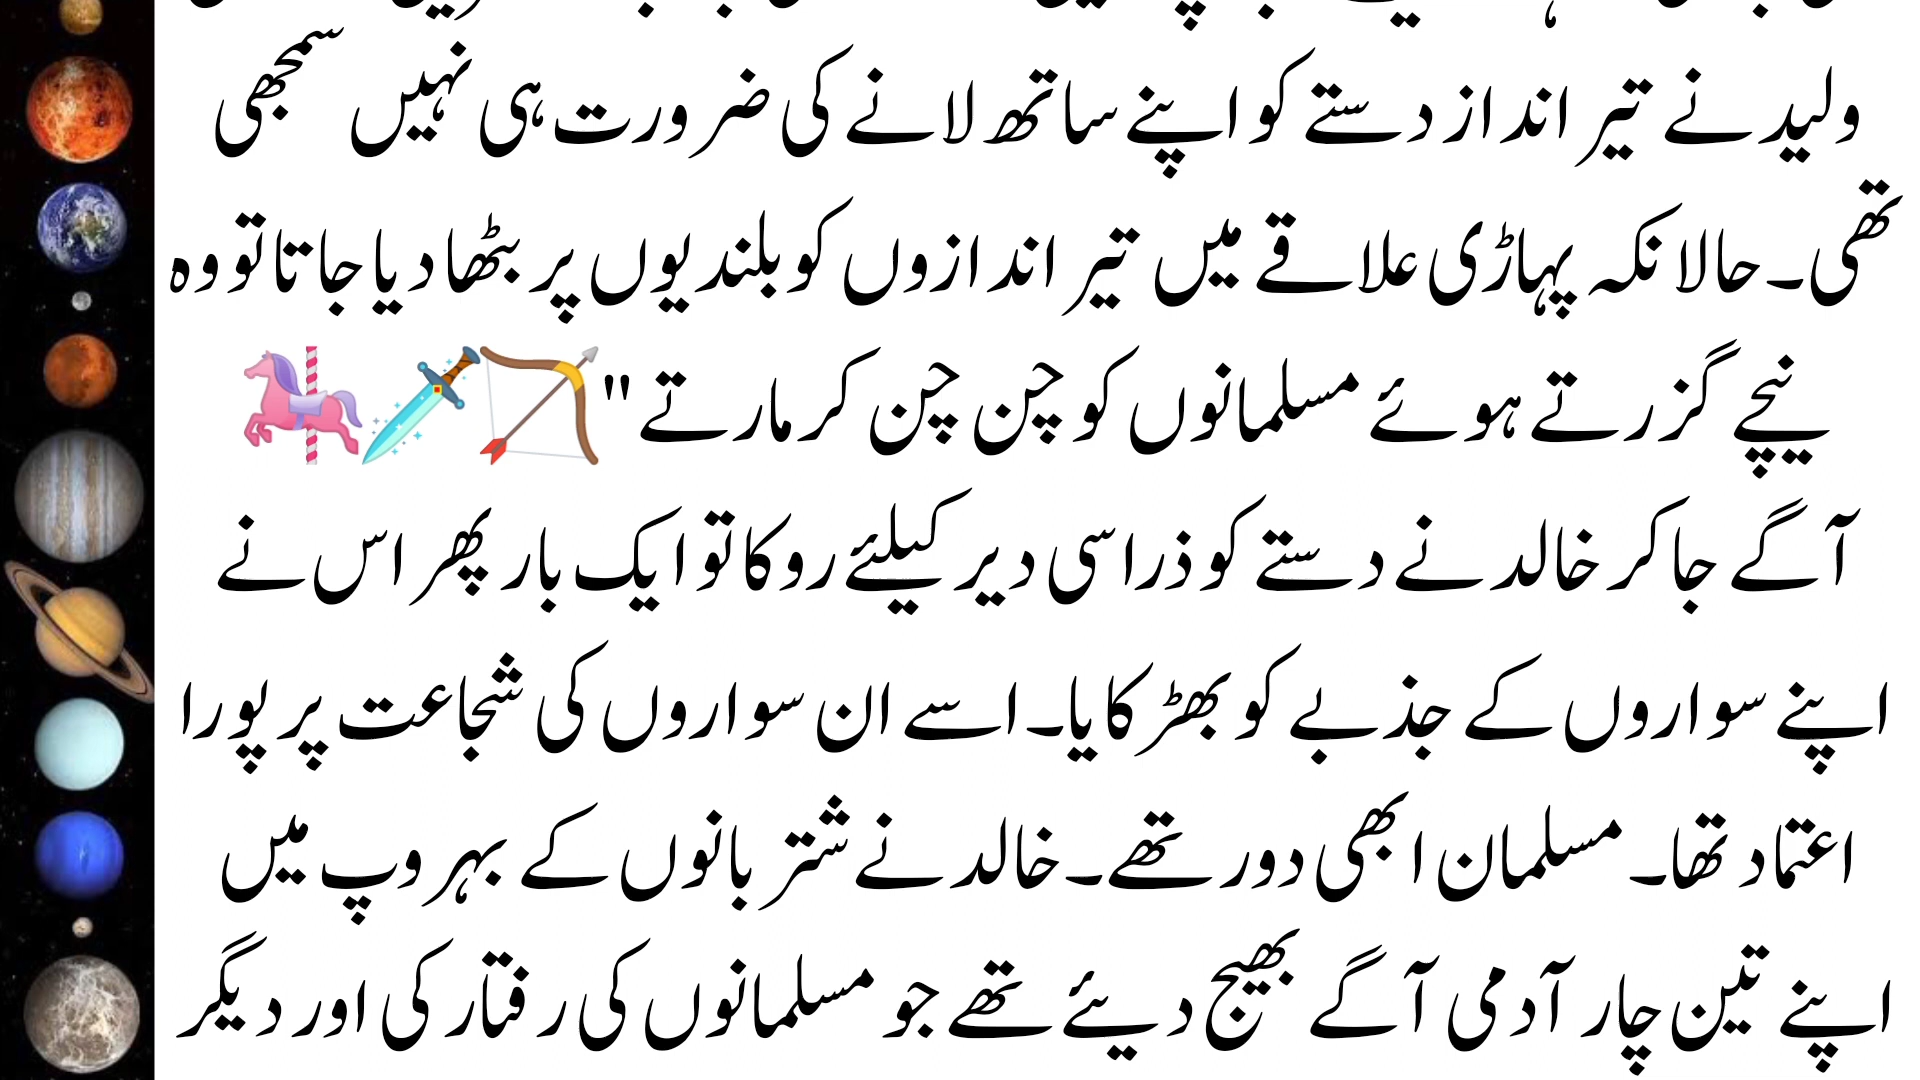 ولید نے تیر انداز دستے کو اپنے ساتھ لانے کی ضرورت ہی نہیں سمجھی
تھی۔حالانکہ پہاڑی علاقے میں تیر اندازوں کو بلندیوں پر بٹھا دیا جاتا تو وہ
نیچے گزرتے ہوئے مسلمانوں کو چن چن کر مارتے "🏹🗡️🎠
آگے جا کر خالد نے دستے کو ذرا سی دیر کیلئے روکا تو ایک بار پھر اس نے
اپنے سواروں کے جذبے کو بھڑکایا۔اسے ان سواروں کی شجاعت پر پورا
اعتماد تھا۔مسلمان ابھی دور تھے۔خالد نے شتر بانوں کے بہروپ میں
اپنے تین چار آدمی آگے بھیج دیئے تھے جو مسلمانوں کی رفتار کی اور دیگر